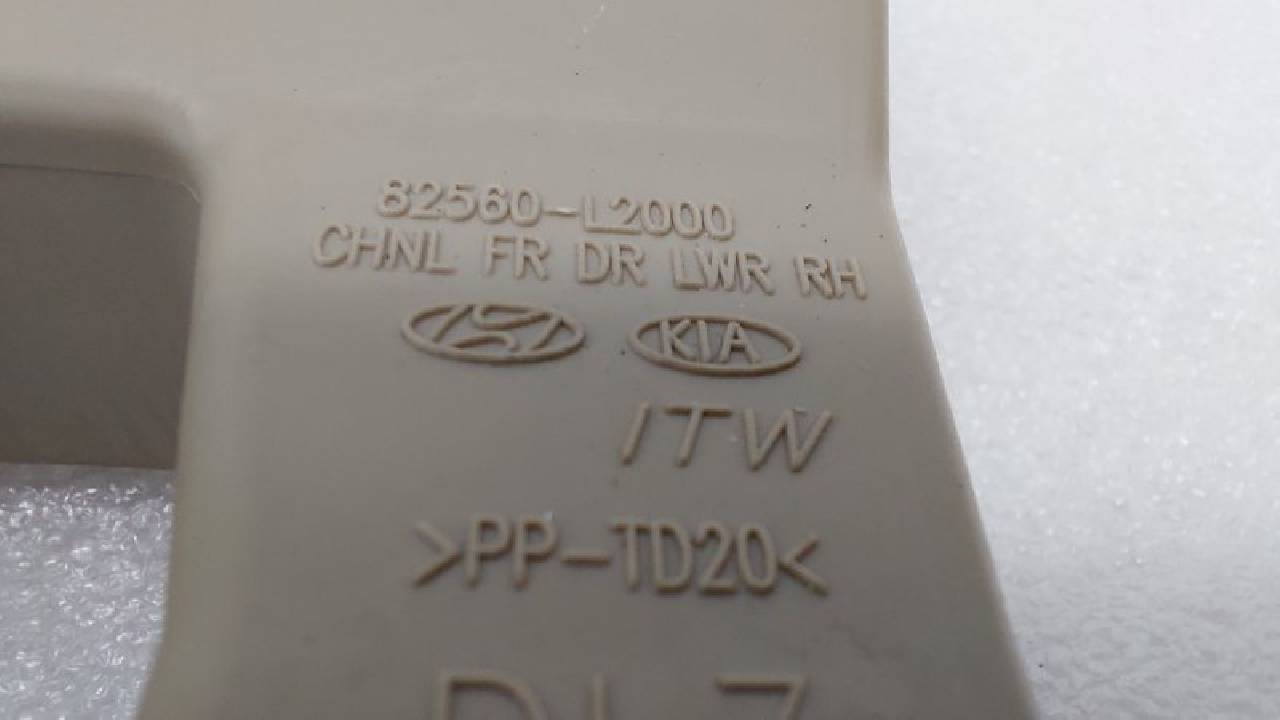 82560-L2000
CHNL FR DR LWR RH
KIA
ITW
>PP-TD20<